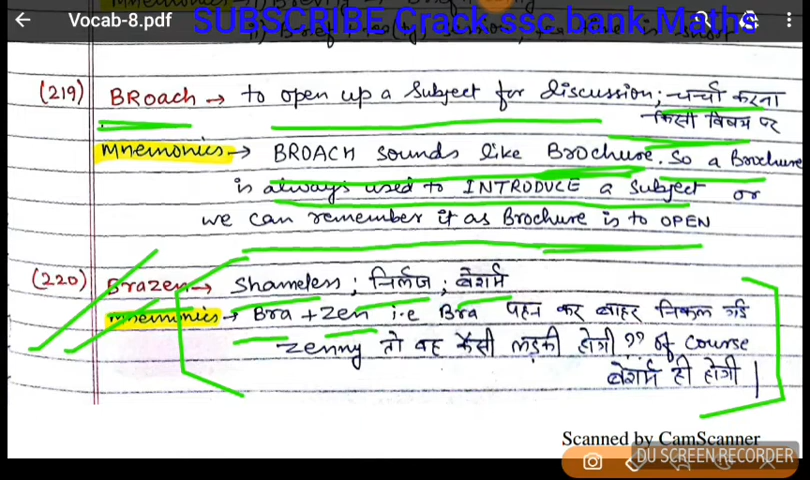 Vocab-8.pdf
SUBSCRIBE Crack ssc bank Maths
(219) BRoach → to open up a Subject for discussion; चर्चा करना
किसी विषय पर
Mnemonics → BROACH sounds like Brochure. So a Brochure
is always used to INTRODUCE a subject or
we can remember it as Brochure is to OPEN
(220) Brazen → Shameless ; निर्लज ; बेशर्म
Mnemonics → Bra + Zen i.e Bra पहन कर बाहर निकल गई
Zenny तो वह कैसी लड़की होगी ?? of course
बेशर्म ही होगी |
Scanned by CamScanner
DU SCREEN RECORDER